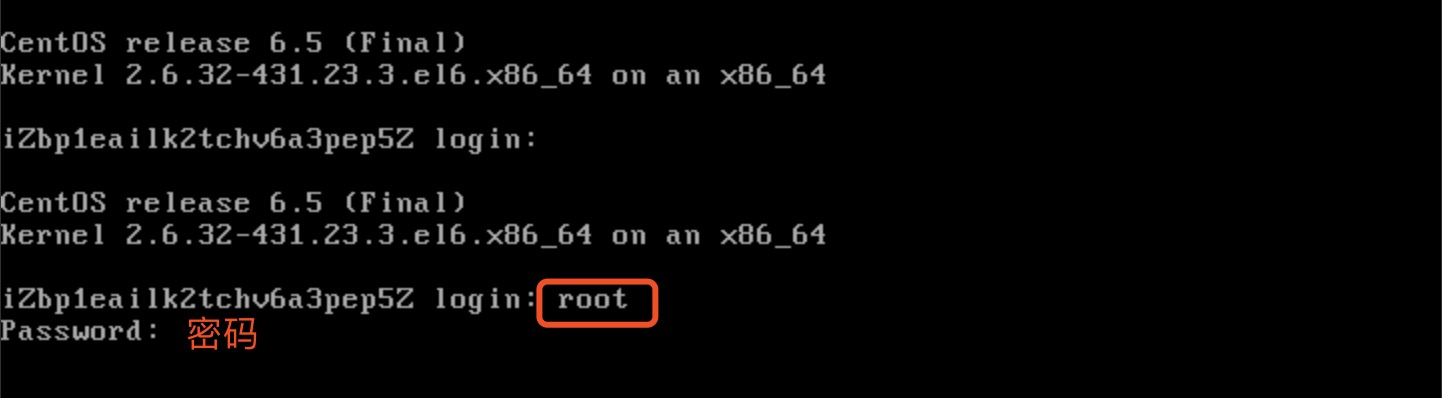 CentOS release 6.5 (Final)
Kernel 2.6.32-431.23.3.el6.x86_64 on an x86_64
iZbp1eailk2tchv6a3pep5Z login:
CentOS release 6.5 (Final)
Kernel 2.6.32-431.23.3.el6.x86_64 on an x86_64
iZbp1eailk2tchv6a3pep5Z login: root
Password: 密码